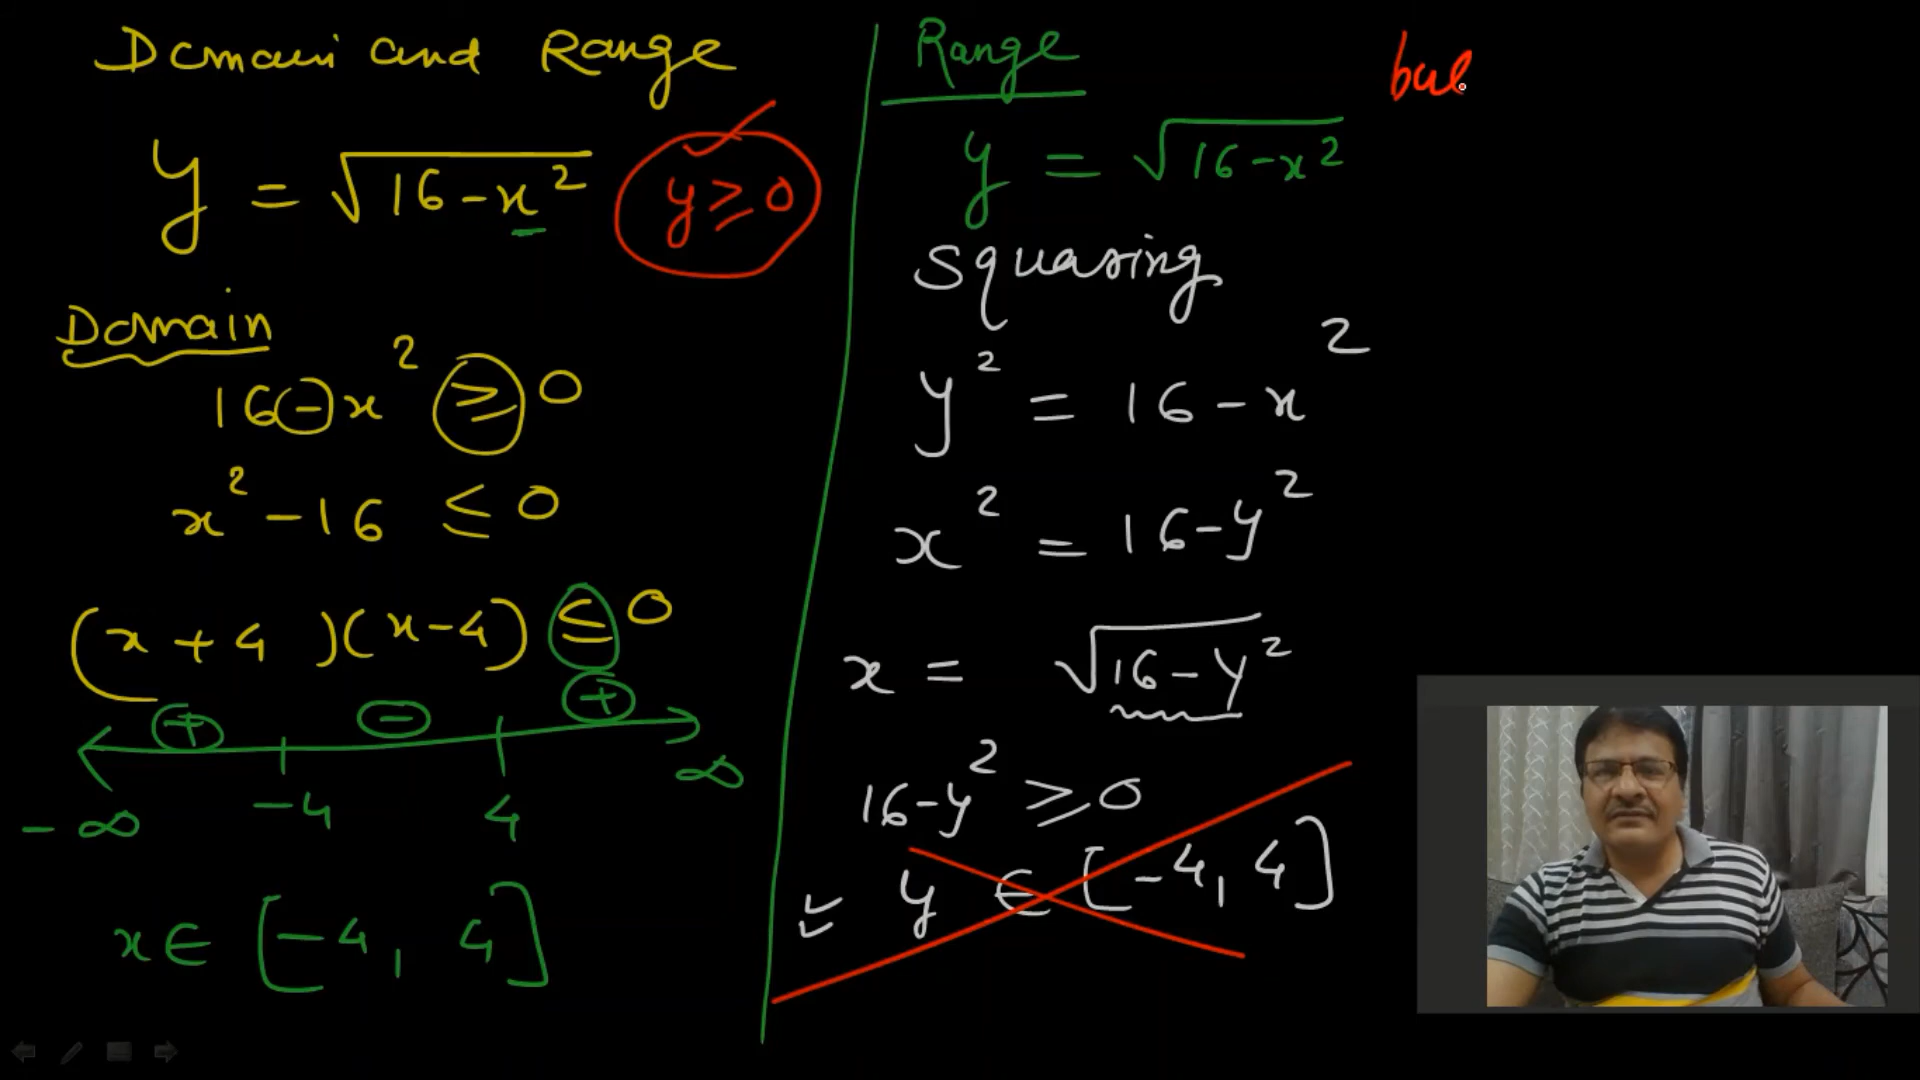 Domain and Range
y = √16-x²
y ≥ 0
Domain
16-x² ≥ 0
x²-16 ≤ 0
(x+4)(x-4) ≤ 0
+ - +
-∞ -4 4 ∞
x ∈ [-4, 4]
Range
y = √16-x²
Squaring
y² = 16-x²
x² = 16-y²
x = √16-y²
16-y² ≥ 0
y ∈ [-4, 4]